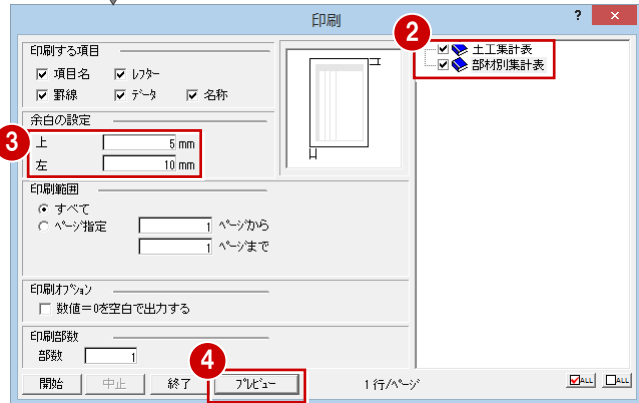 印刷
? ×
2
印刷する項目
項目名 レフター
罫線 データ 名称
土工集計表
部材別集計表
余白の設定
3
上 5 mm
左 10 mm
印刷範囲
すべて
ページ指定 1 ページから
1 ページまで
印刷オプション
数値=0を空白で出力する
印刷部数
部数 1
4
開始 中止 終了 プレビュー 1行/ページ ALL ALL